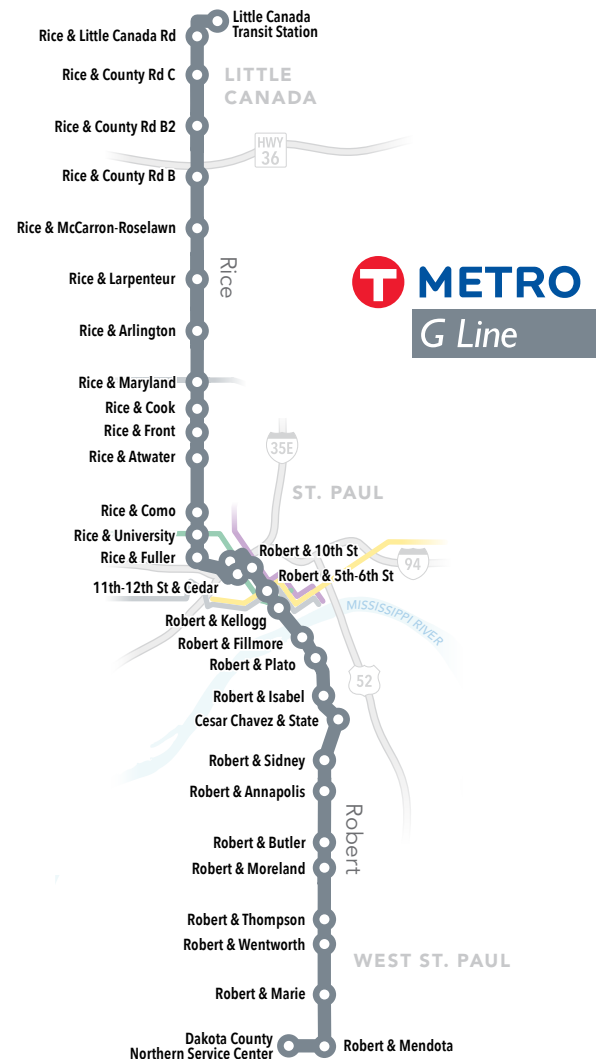 Little Canada
Transit Station
Rice & Little Canada Rd
Rice & County Rd C
LITTLE
CANADA
Rice & County Rd B2
HWY
36
Rice & County Rd B
Rice & McCarron-Roselawn
Rice
Rice & Larpenteur
T METRO
G Line
Rice & Arlington
Rice & Maryland
Rice & Cook
Rice & Front
35E
Rice & Atwater
ST. PAUL
Rice & Como
Rice & University
Rice & Fuller
Robert & 10th St
94
Robert & 5th-6th St
11th-12th St & Cedar
MISSISSIPPI RIVER
Robert & Kellogg
Robert & Fillmore
Robert & Plato
52
Robert & Isabel
Cesar Chavez & State
Robert & Sidney
Robert & Annapolis
Robert
Robert & Butler
Robert & Moreland
Robert & Thompson
Robert & Wentworth
WEST ST. PAUL
Robert & Marie
Dakota County
Northern Service Center
Robert & Mendota